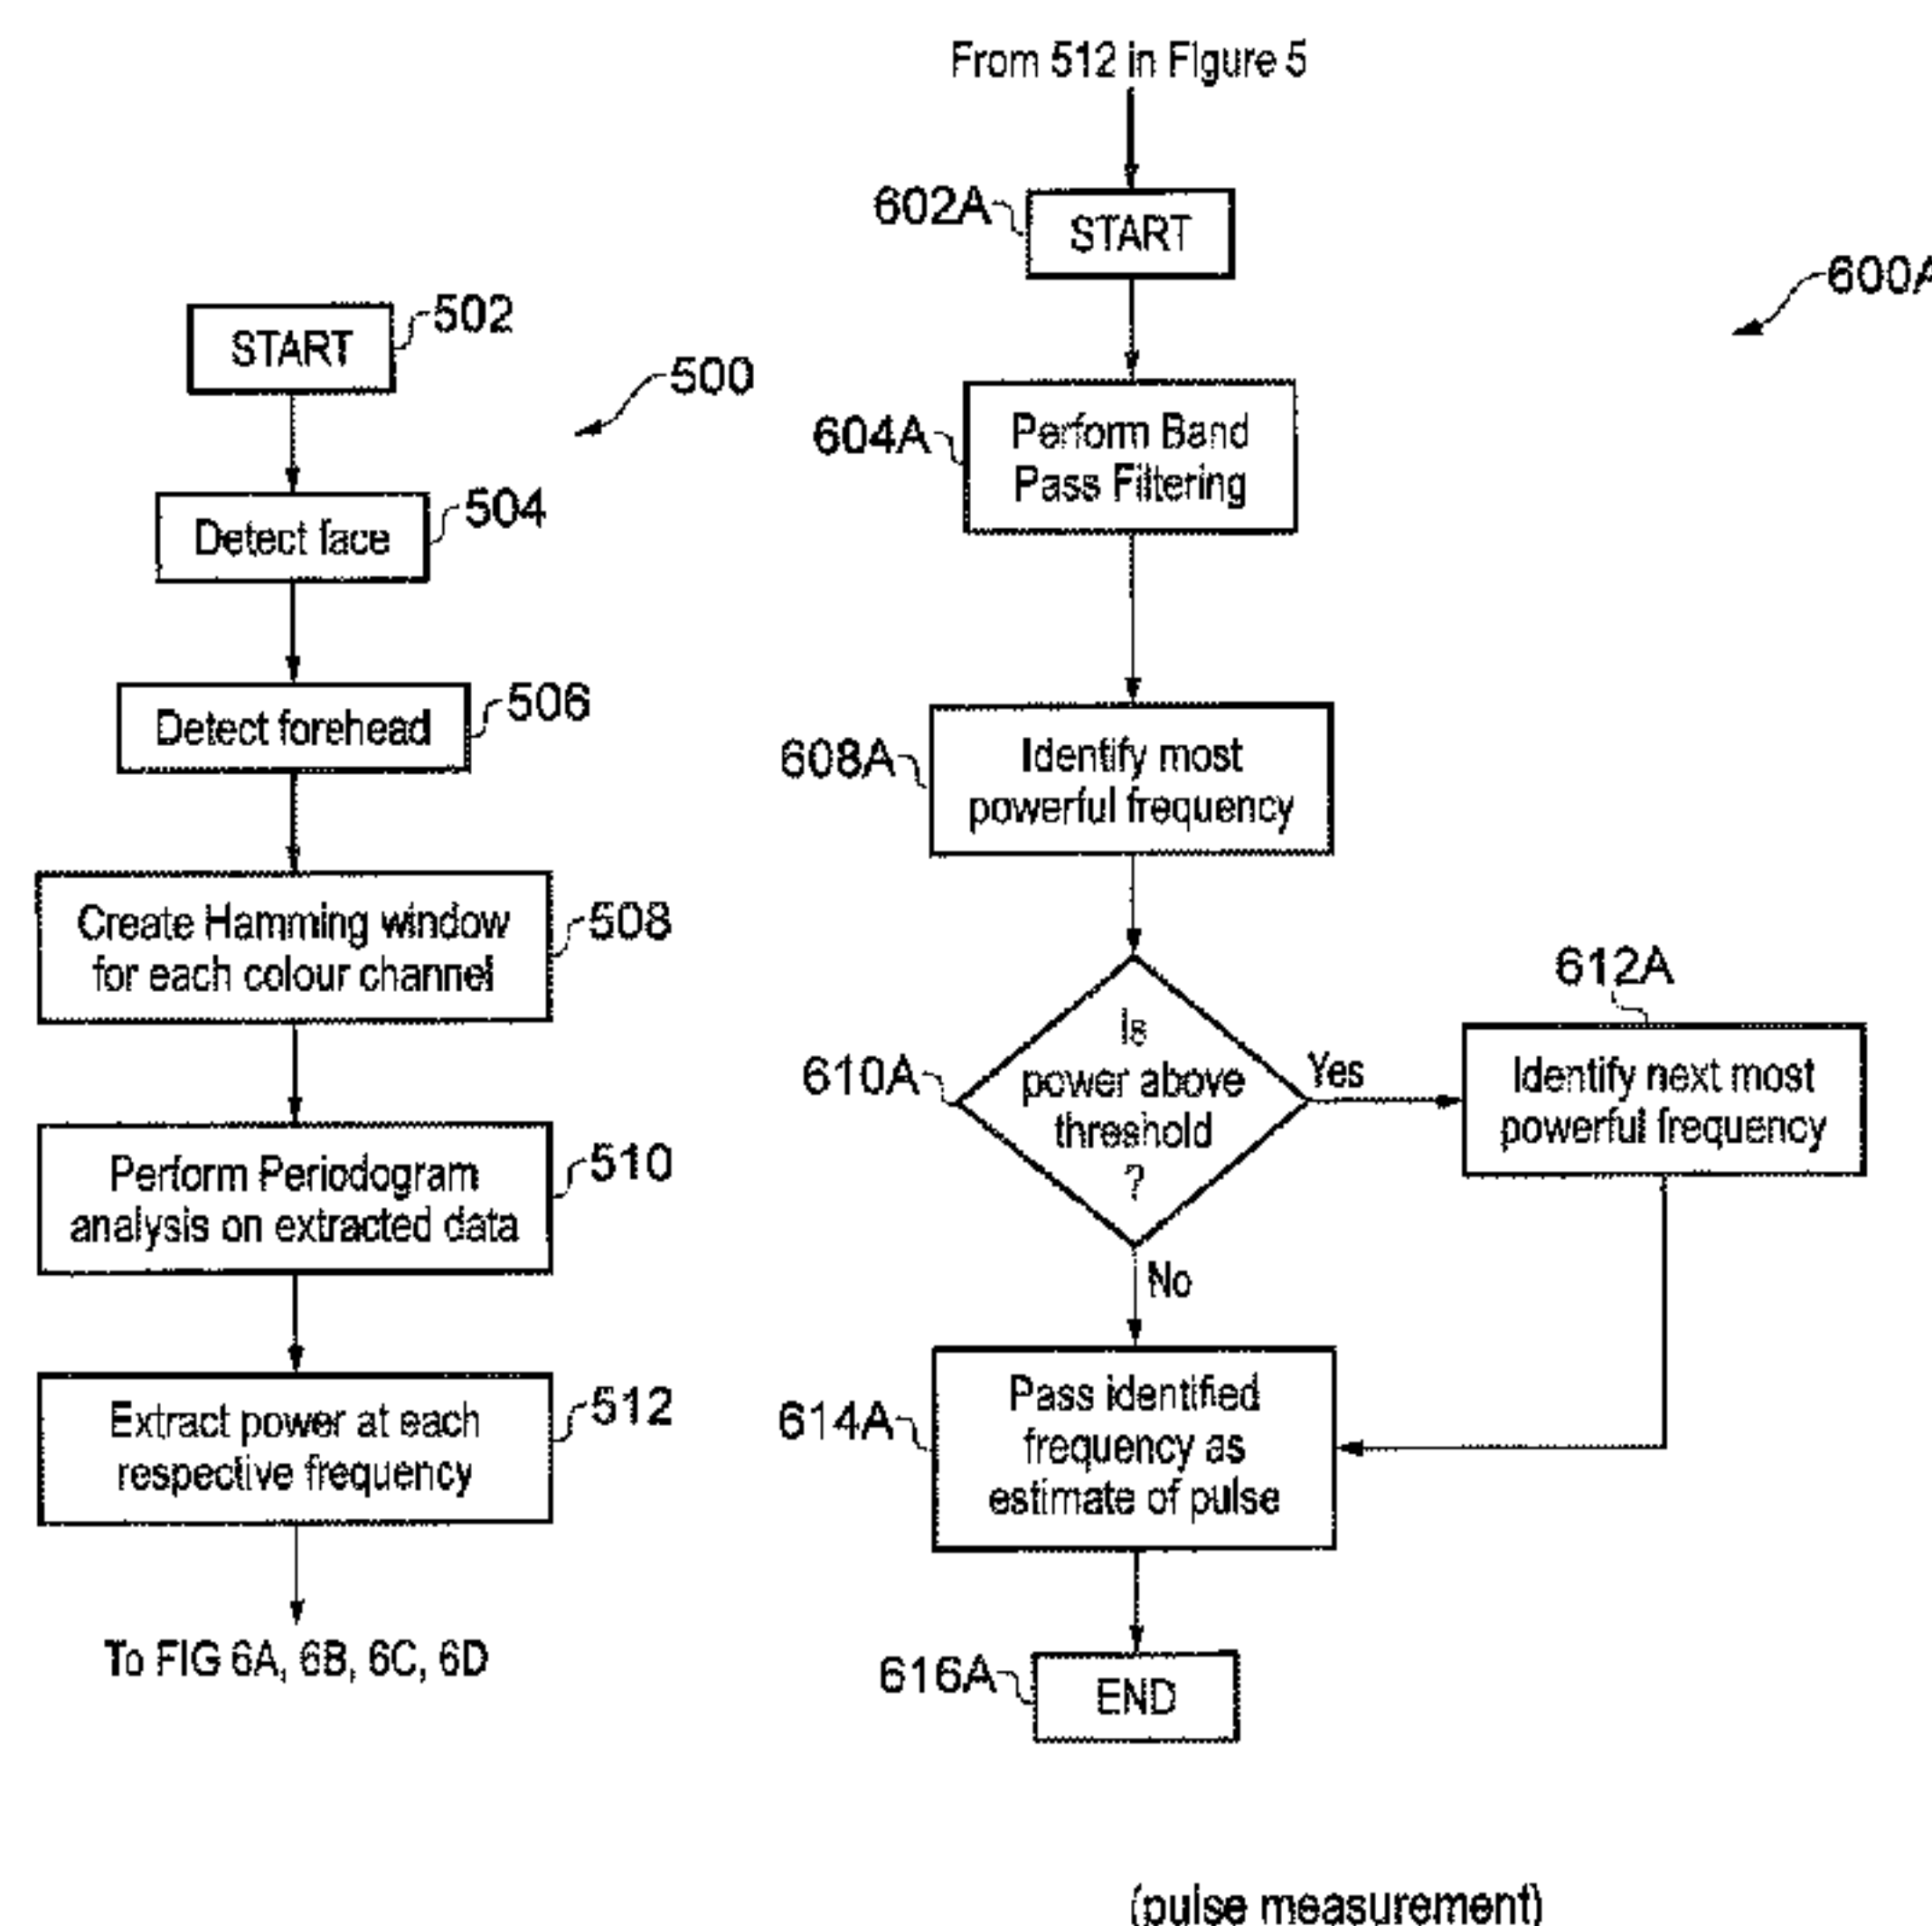 START
502
500
Detect face
504
Detect forehead
506
Create Hamming window
for each colour channel
508
Perform Periodogram
analysis on extracted data
510
Extract power at each
respective frequency
512
To FIG 6A, 6B, 6C, 6D
From 512 in Figure 5
602A
START
600A
604A
Perform Band
Pass Filtering
608A
Identify most
powerful frequency
610A
Is
power above
threshold
?
Yes
612A
Identify next most
powerful frequency
No
614A
Pass identified
frequency as
estimate of pulse
616A
END
(pulse measurement)